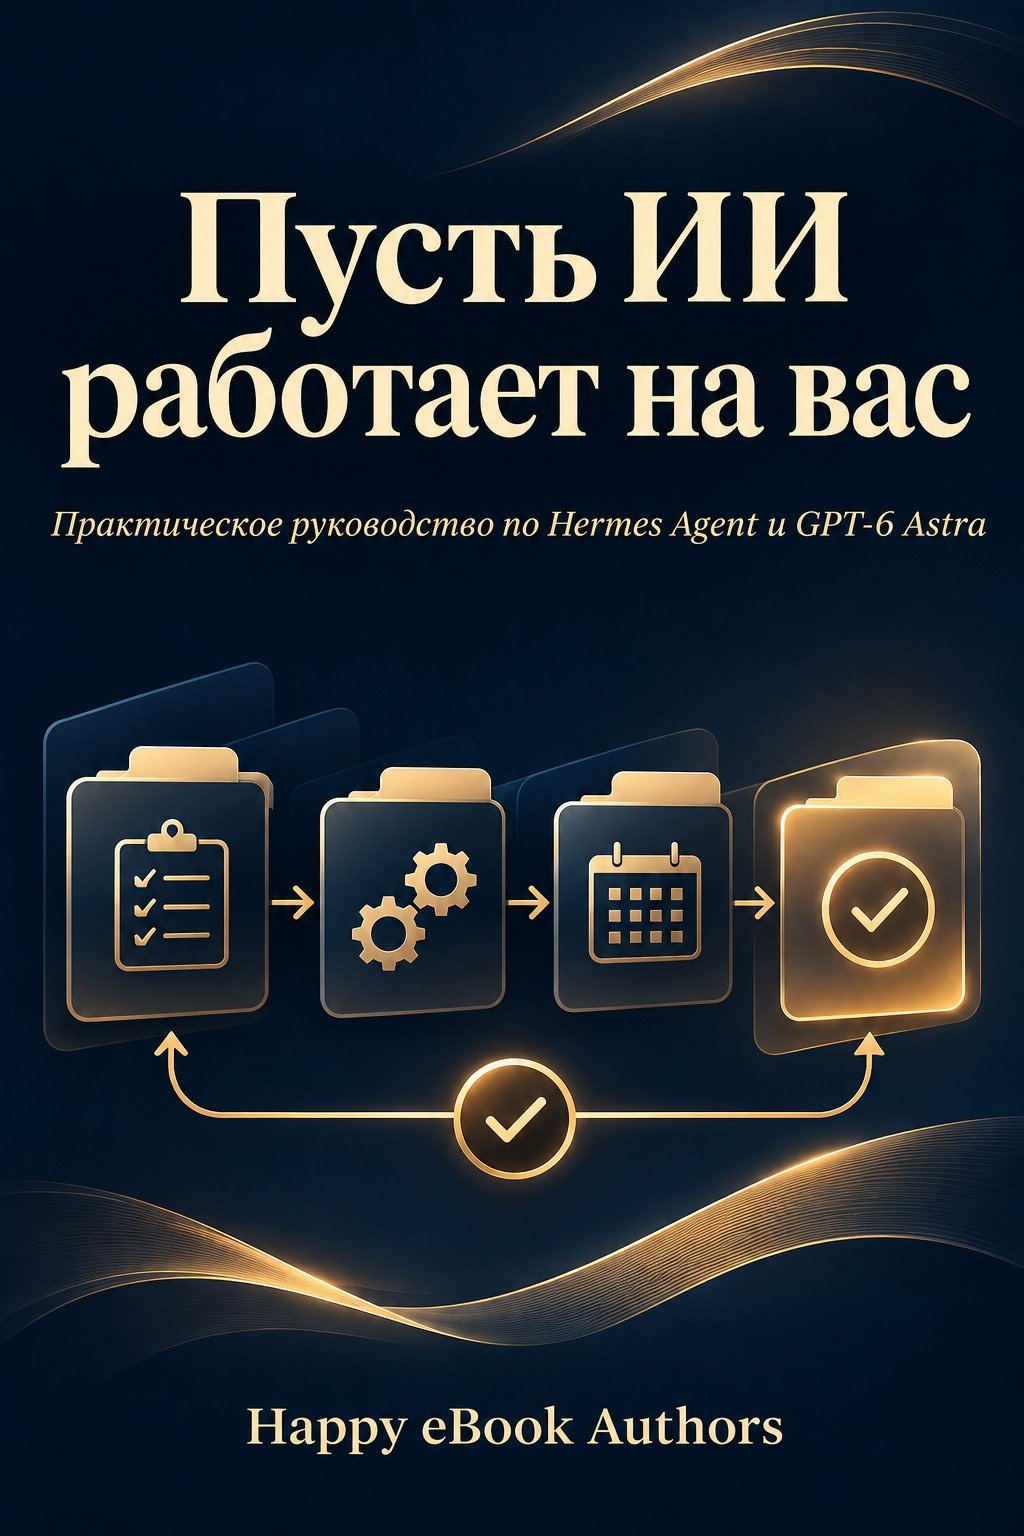 Пусть ИИ
работает на вас
Практическое руководство по Hermes Agent и GPT-6 Astra
Happy eBook Authors